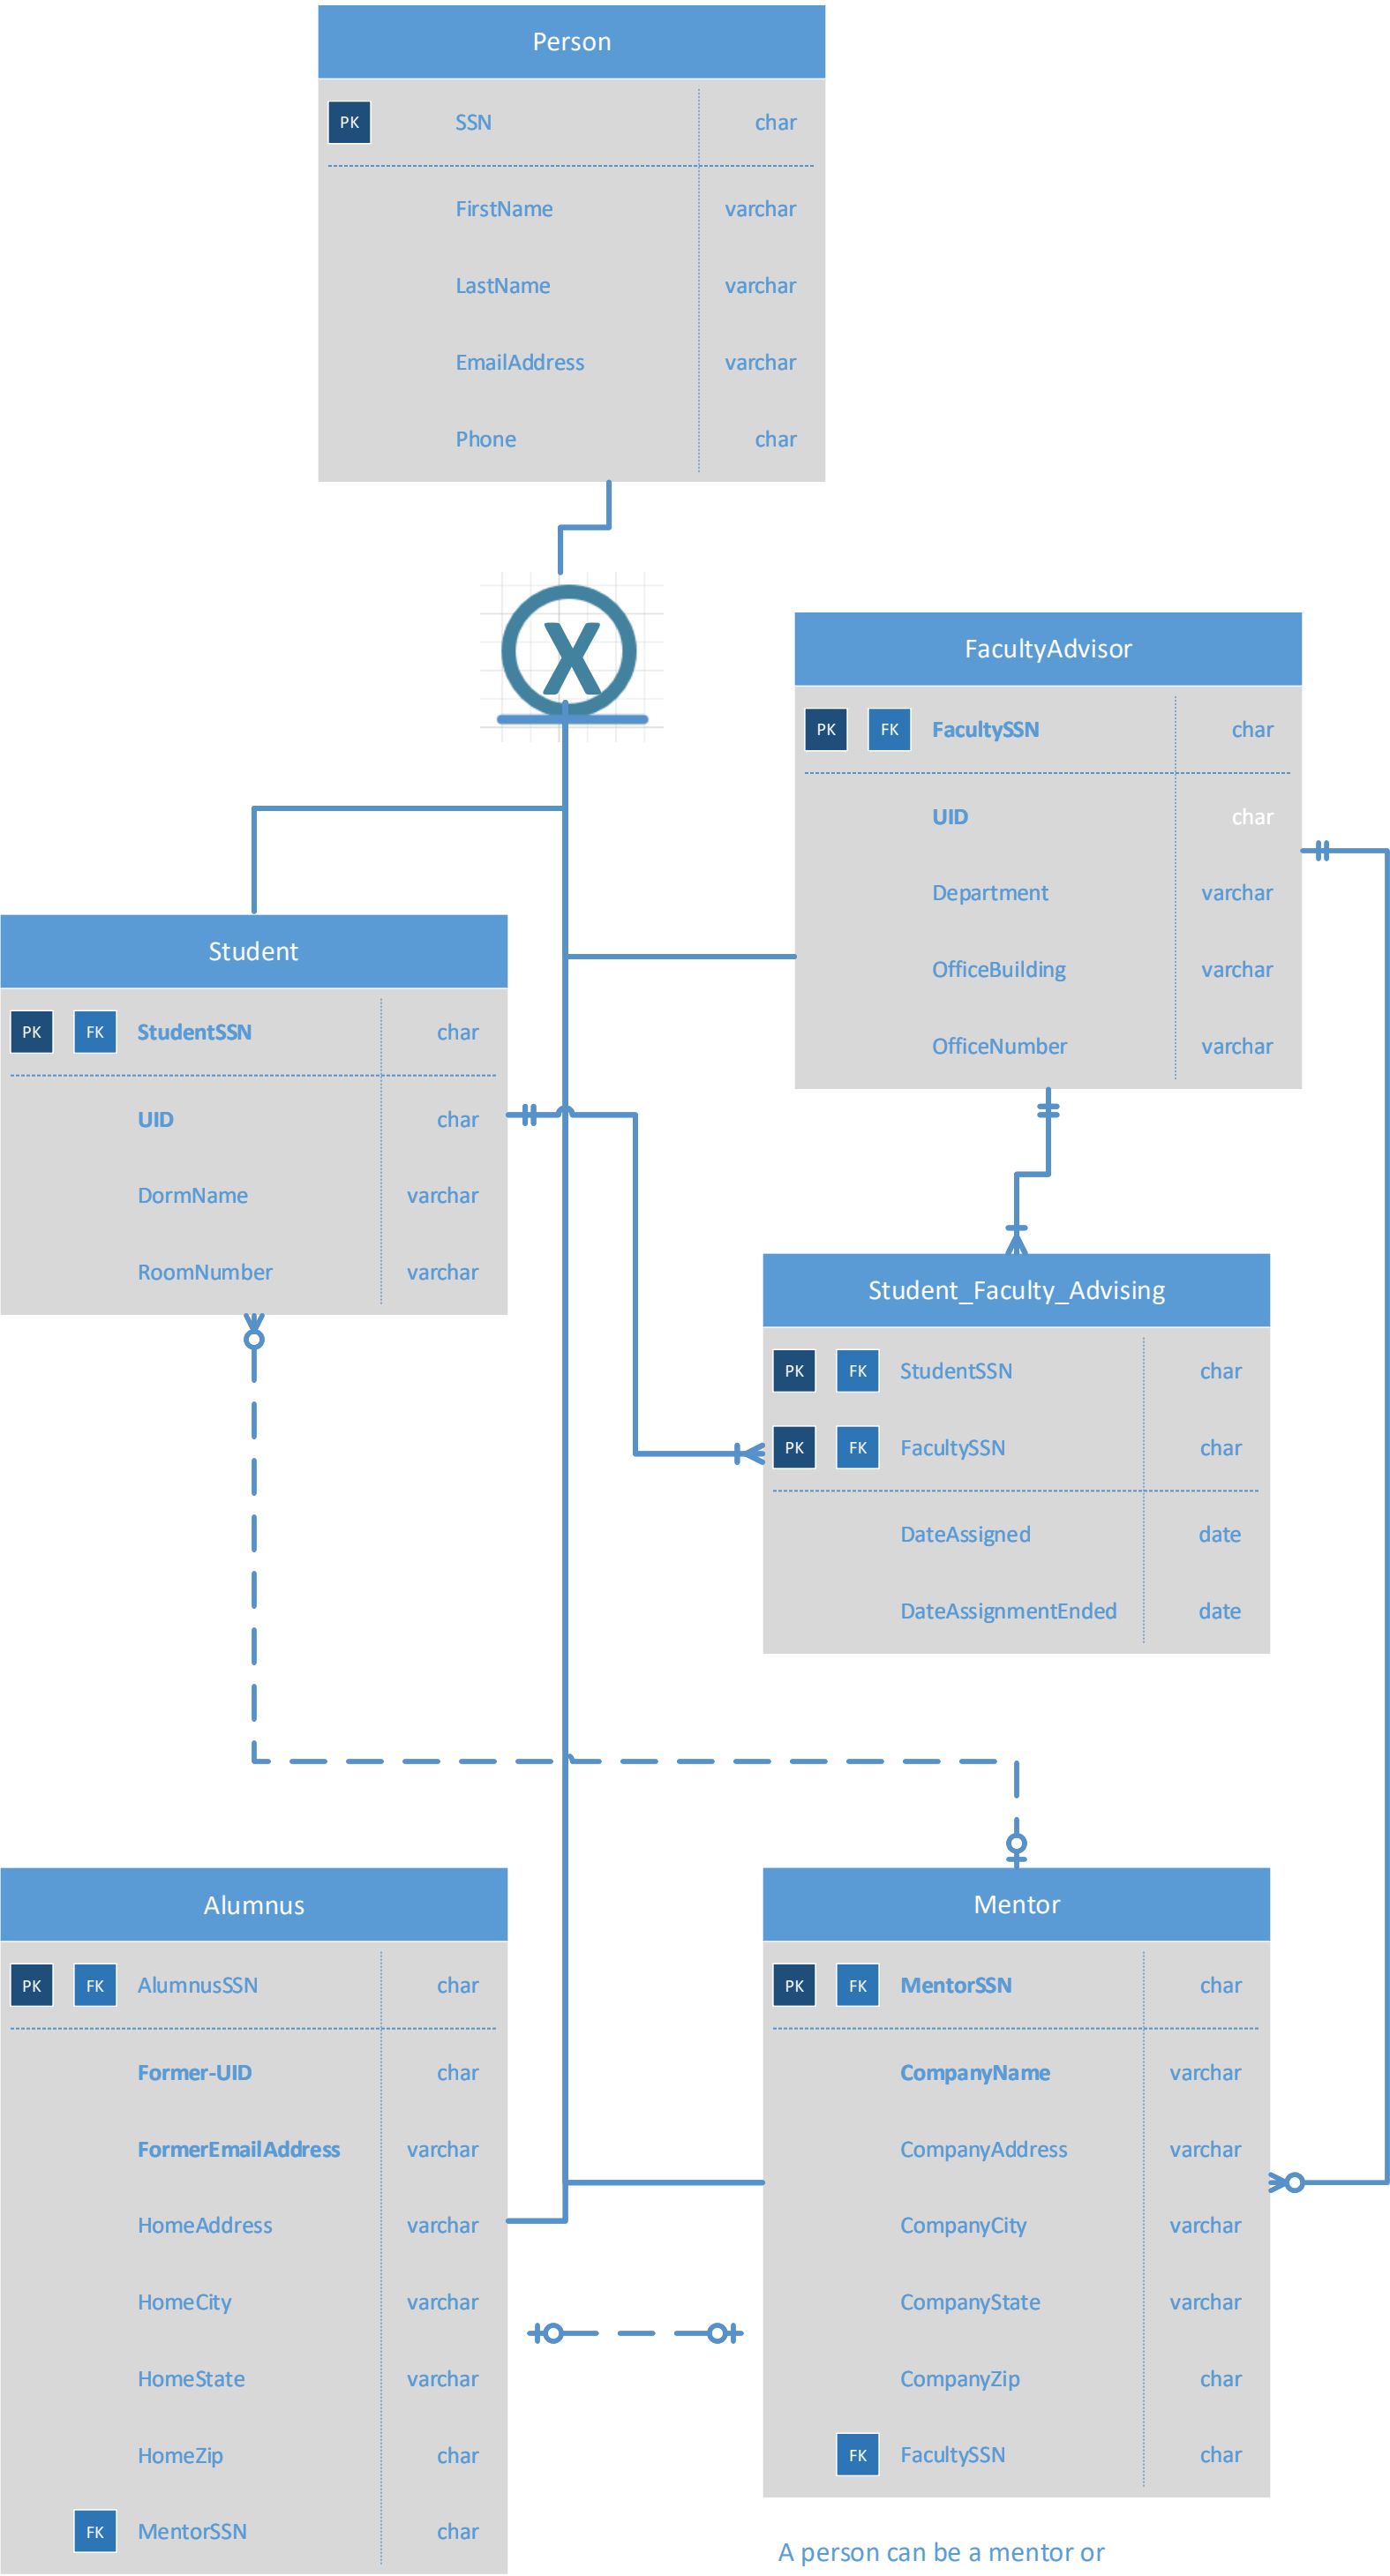 Person
PK SSN char
FirstName varchar
LastName varchar
EmailAddress varchar
Phone char
X
FacultyAdvisor
PK FK FacultySSN char
UID char
Department varchar
OfficeBuilding varchar
OfficeNumber varchar
Student
PK FK StudentSSN char
UID char
DormName varchar
RoomNumber varchar
Student_Faculty_Advising
PK FK StudentSSN char
PK FK FacultySSN char
DateAssigned date
DateAssignmentEnded date
Alumnus
PK FK AlumnusSSN char
Former-UID char
FormerEmailAddress varchar
HomeAddress varchar
HomeCity varchar
HomeState varchar
HomeZip char
FK MentorSSN char
Mentor
PK FK MentorSSN char
CompanyName varchar
CompanyAddress varchar
CompanyCity varchar
CompanyState varchar
CompanyZip char
FK FacultySSN char
A person can be a mentor or